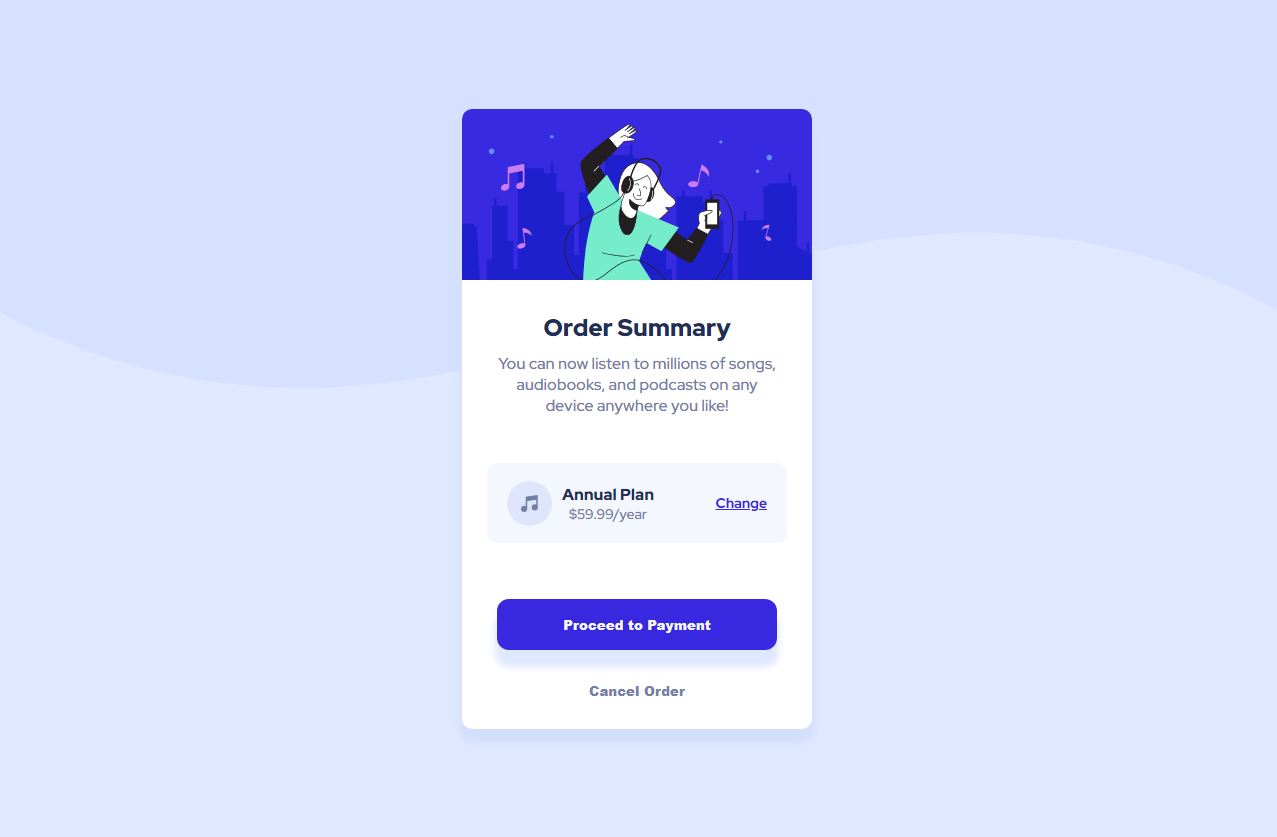 Order Summary
You can now listen to millions of songs,
audiobooks, and podcasts on any
device anywhere you like!
Annual Plan
$59.99/year
Change
Proceed to Payment
Cancel Order